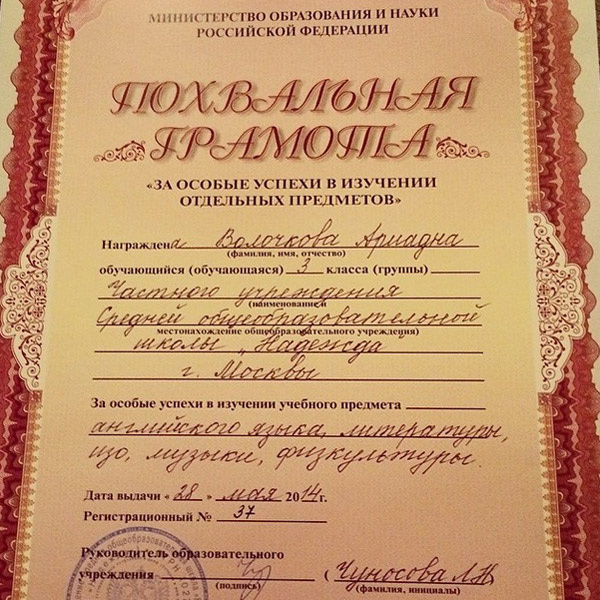 МИНИСТЕРСТВО ОБРАЗОВАНИЯ И НАУКИ
РОССИЙСКОЙ ФЕДЕРАЦИИ
ПОХВАЛЬНАЯ
ГРАМОТА
«ЗА ОСОБЫЕ УСПЕХИ В ИЗУЧЕНИИ
ОТДЕЛЬНЫХ ПРЕДМЕТОВ»
Награждена Волочкова Ариадна
(фамилия, имя, отчество)
обучающийся (обучающаяся) 3 класса (группы)
Частного учреждения
(наименование и
Средней общеобразовательной
местонахождение общеобразовательного учреждения)
школы "Надежда
г. Москвы
За особые успехи в изучении учебного предмета
английского языка, литературы,
изо, музыки, физкультуры.
Дата выдачи «28» мая 2014г.
Регистрационный № 37
Руководитель образовательного
учреждения (Чуносова Л.Н
(подпись) (фамилия, инициалы)